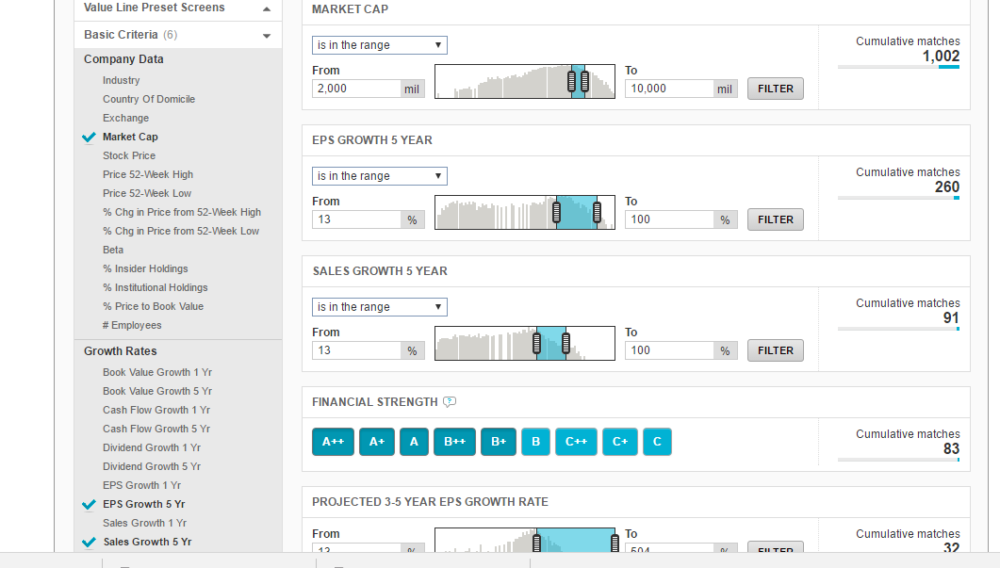 Value Line Preset Screens
Basic Criteria (6)
Company Data
Industry
Country Of Domicile
Exchange
Market Cap
Stock Price
Price 52-Week High
Price 52-Week Low
% Chg in Price from 52-Week High
% Chg in Price from 52-Week Low
Beta
% Insider Holdings
% Institutional Holdings
% Price to Book Value
# Employees
Growth Rates
Book Value Growth 1 Yr
Book Value Growth 5 Yr
Cash Flow Growth 1 Yr
Cash Flow Growth 5 Yr
Dividend Growth 1 Yr
Dividend Growth 5 Yr
EPS Growth 1 Yr
EPS Growth 5 Yr
Sales Growth 1 Yr
Sales Growth 5 Yr
MARKET CAP
is in the range
From To
2,000 mil 10,000 mil FILTER
Cumulative matches
1,002
EPS GROWTH 5 YEAR
is in the range
From To
13 % 100 % FILTER
Cumulative matches
260
SALES GROWTH 5 YEAR
is in the range
From To
13 % 100 % FILTER
Cumulative matches
91
FINANCIAL STRENGTH ?
A++ A+ A B++ B+ B C++ C+ C
Cumulative matches
83
PROJECTED 3-5 YEAR EPS GROWTH RATE
From To
13 % 504 % FILTER
Cumulative matches
32